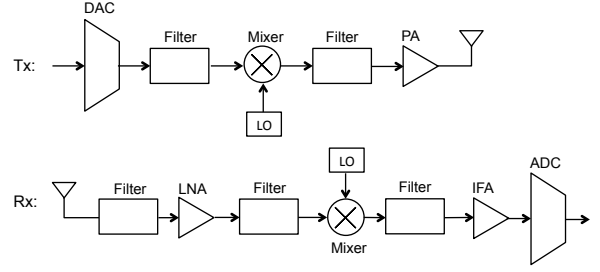 DAC
Filter
Mixer
Filter
PA
Tx:
LO
LO
ADC
Filter
LNA
Filter
Filter
IFA
Rx:
Mixer